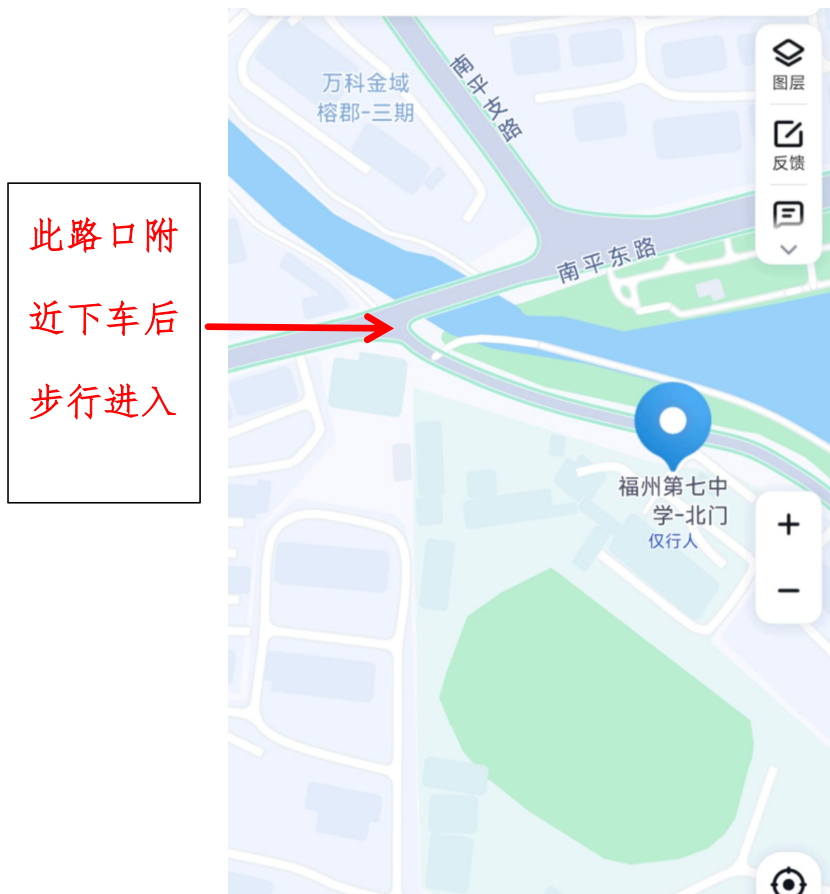 此路口附
近下车后
步行进入
万科金域
榕郡-三期
南平支路
南平东路
图层
反馈
福州第七中
学-北门
仅行人